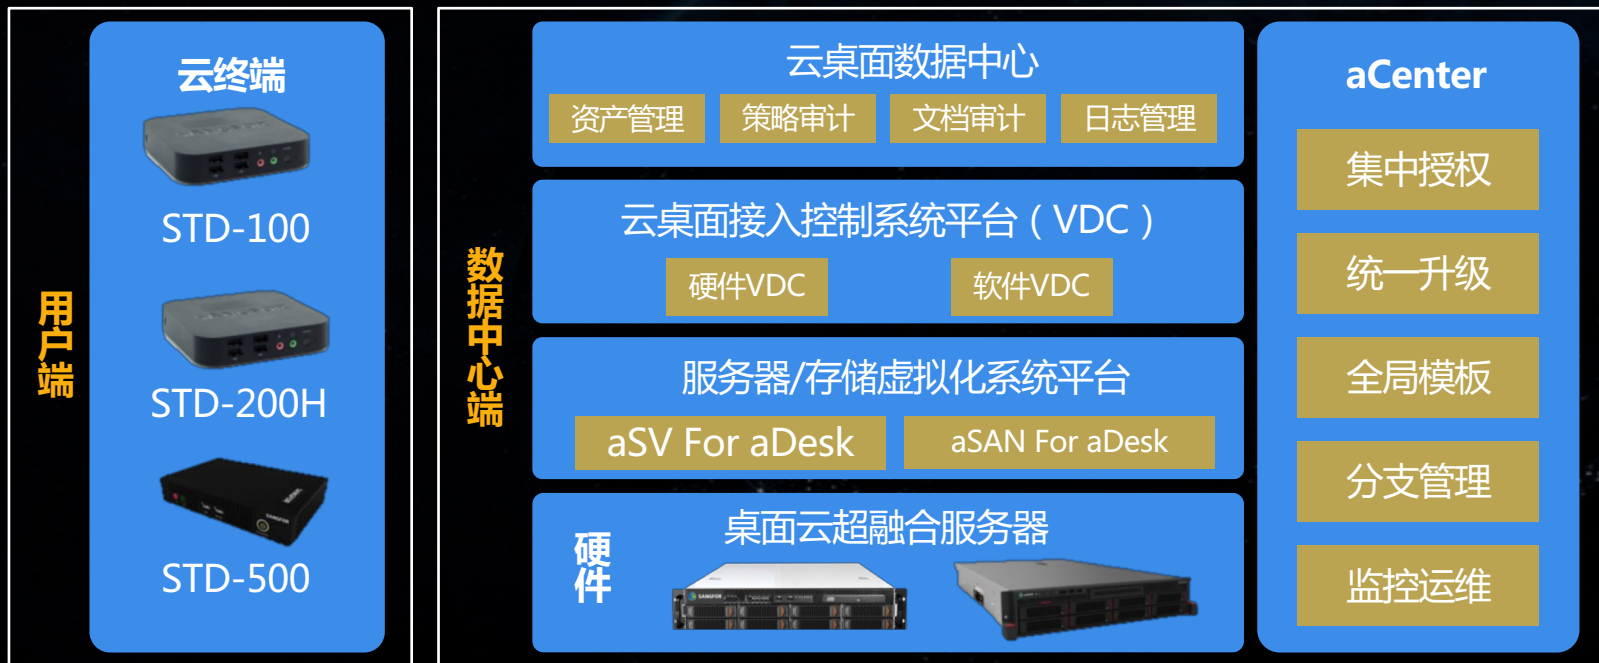 用户端
云终端
STD-100
STD-200H
STD-500
SANGFOR
数据中心端
云桌面数据中心
资产管理
策略审计
文档审计
日志管理
云桌面接入控制系统平台（VDC）
硬件VDC
软件VDC
服务器/存储虚拟化系统平台
aSV For aDesk
aSAN For aDesk
硬件
桌面云超融合服务器
SANGFOR
aCenter
集中授权
统一升级
全局模板
分支管理
监控运维